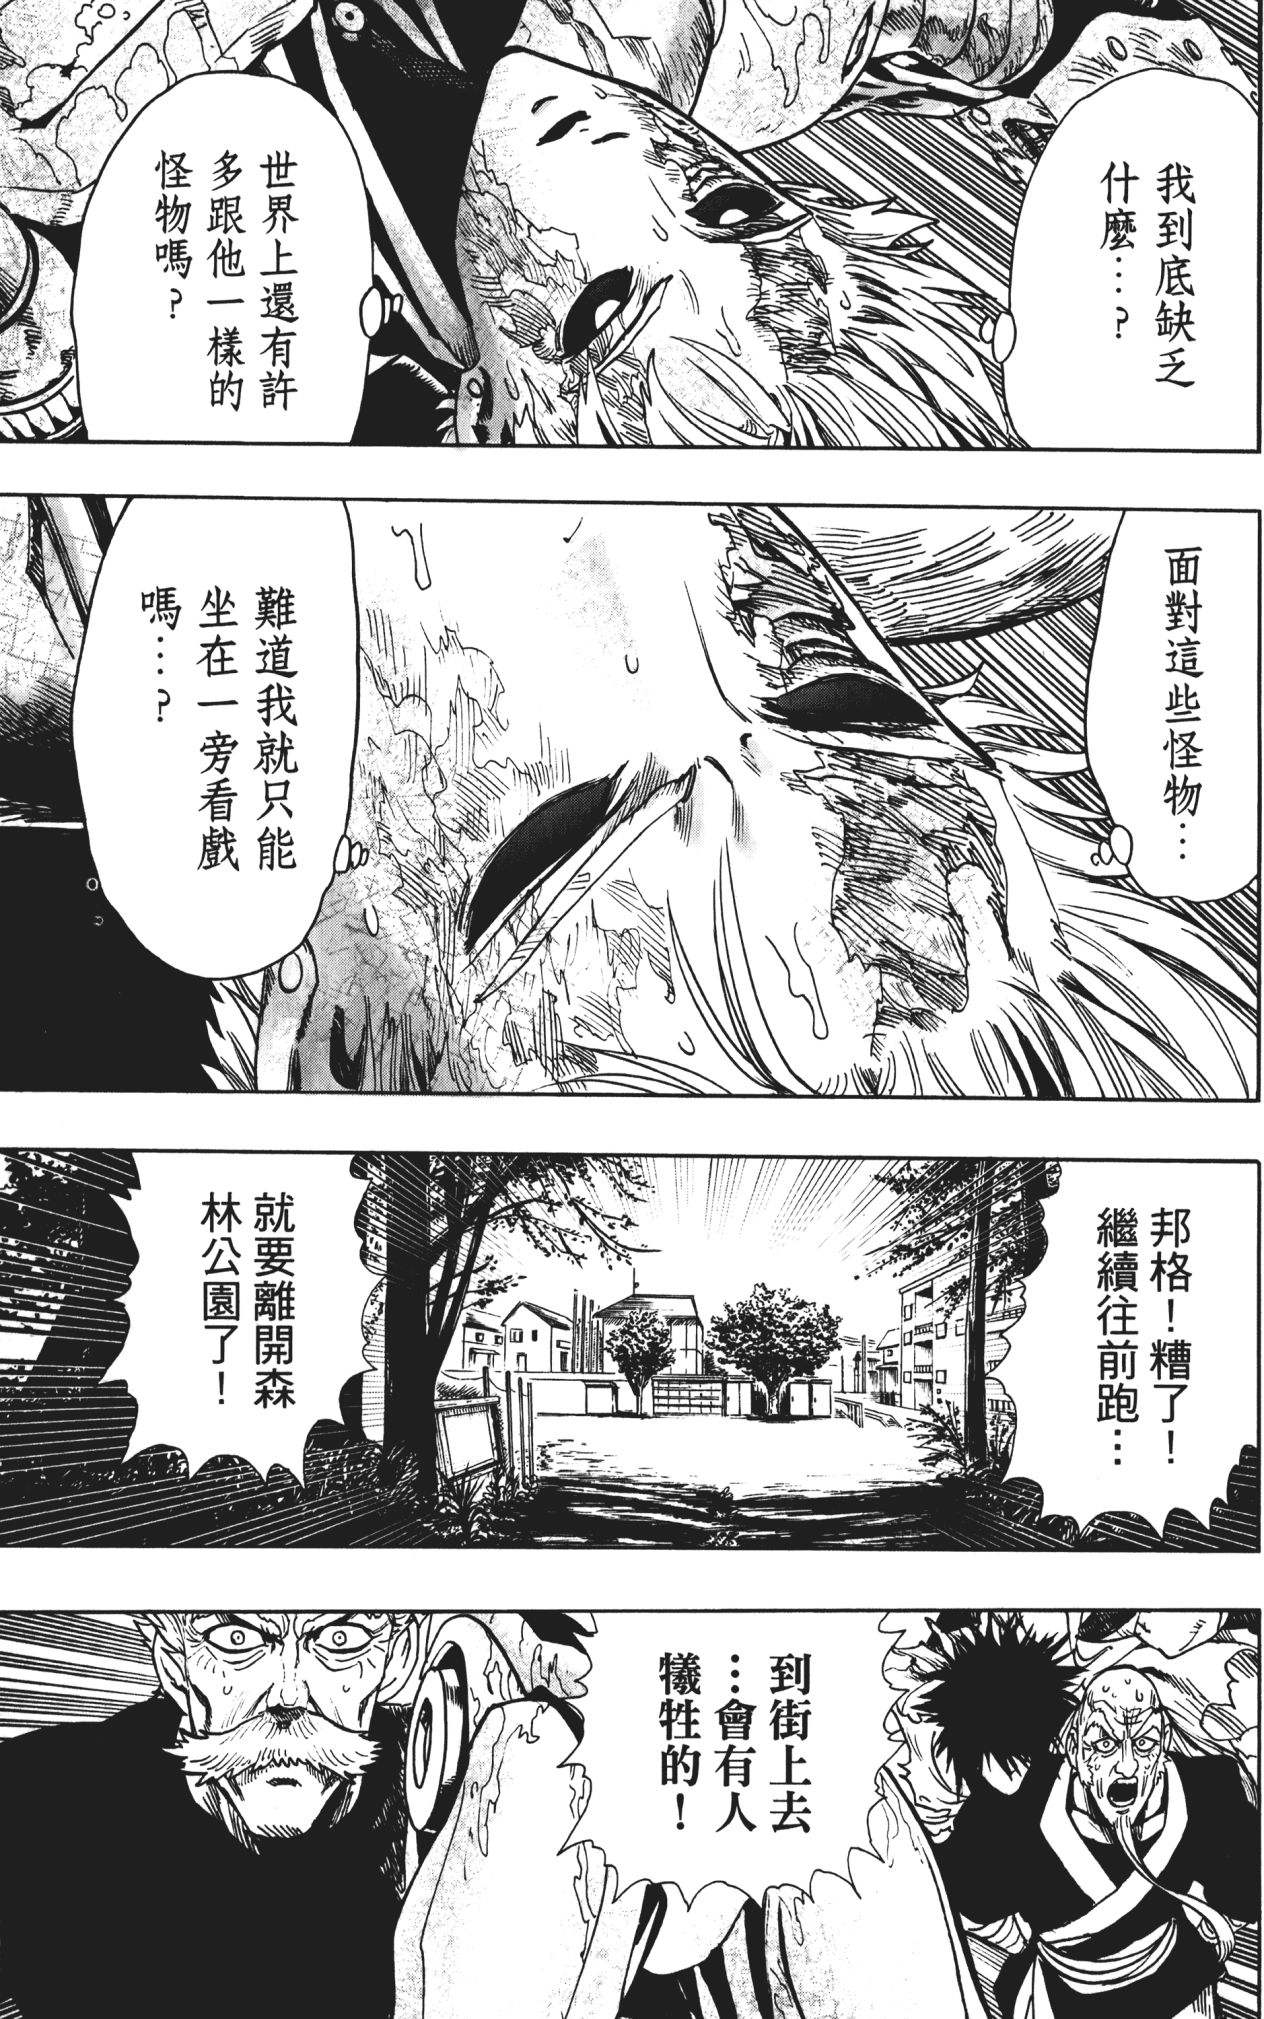 我到底缺乏
什麼…?
世界上還有許
多跟他一樣的
怪物嗎?
面對這些怪物…
難道我就只能
坐在一旁看戲
嗎…?
邦格!糟了!
繼續往前跑…
就要離開森
林公園了!
到街上去
…會有人
犧牲的!